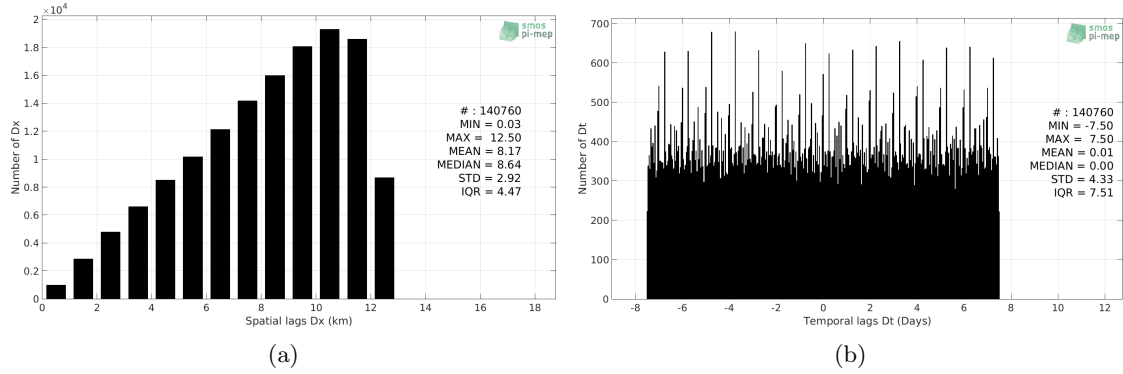 ×10⁴
2
1.8
1.6
1.4
1.2
1
0.8
0.6
0.4
0.2
0
Number of Dx
smos
pi-mep
# : 140760
MIN = 0.03
MAX = 12.50
MEAN = 8.17
MEDIAN = 8.64
STD = 2.92
IQR = 4.47
0 2 4 6 8 10 12 14 16 18
Spatial lags Dx (km)
(a)
700
600
500
400
300
200
100
0
Number of Dt
smos
pi-mep
# : 140760
MIN = -7.50
MAX = 7.50
MEAN = 0.01
MEDIAN = 0.00
STD = 4.33
IQR = 7.51
-8 -6 -4 -2 0 2 4 6 8 10 12
Temporal lags Dt (Days)
(b)